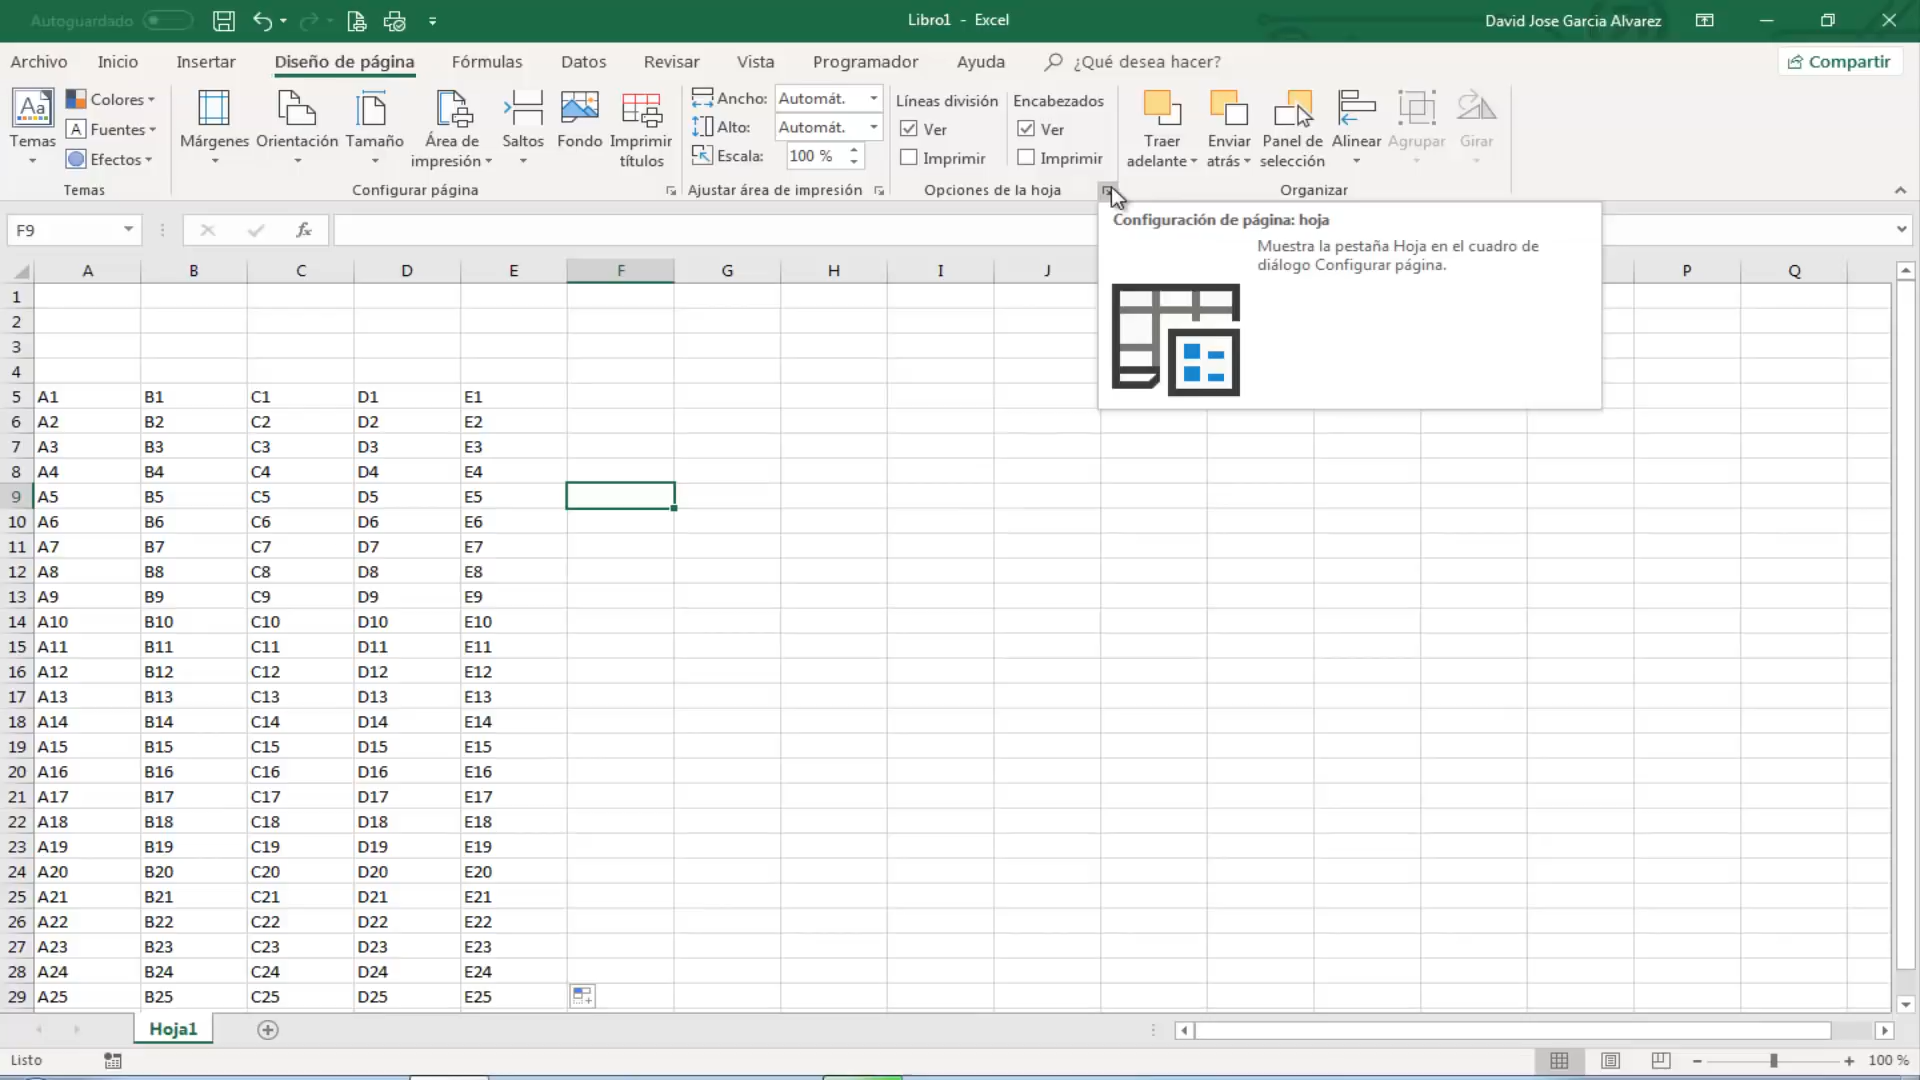 Autoguardado
Libro1 - Excel
David Jose Garcia Alvarez
Archivo Inicio Insertar Diseño de página Fórmulas Datos Revisar Vista Programador Ayuda ¿Qué desea hacer? Compartir
Temas
Colores
Fuentes
Efectos
Temas
Márgenes Orientación Tamaño Área de impresión Saltos Fondo Imprimir títulos
Configurar página
Ancho: Automát.
Alto: Automát.
Escala: 100 %
Ajustar área de impresión
Líneas división
Ver
Imprimir
Encabezados
Ver
Imprimir
Opciones de la hoja
Traer adelante Enviar atrás Panel de selección Alinear Agrupar Girar
Organizar
F9 fx
Configuración de página: hoja
Muestra la pestaña Hoja en el cuadro de
diálogo Configurar página.
A B C D E F G H I J P Q
1
2
3
4
5 A1 B1 C1 D1 E1
6 A2 B2 C2 D2 E2
7 A3 B3 C3 D3 E3
8 A4 B4 C4 D4 E4
9 A5 B5 C5 D5 E5
10 A6 B6 C6 D6 E6
11 A7 B7 C7 D7 E7
12 A8 B8 C8 D8 E8
13 A9 B9 C9 D9 E9
14 A10 B10 C10 D10 E10
15 A11 B11 C11 D11 E11
16 A12 B12 C12 D12 E12
17 A13 B13 C13 D13 E13
18 A14 B14 C14 D14 E14
19 A15 B15 C15 D15 E15
20 A16 B16 C16 D16 E16
21 A17 B17 C17 D17 E17
22 A18 B18 C18 D18 E18
23 A19 B19 C19 D19 E19
24 A20 B20 C20 D20 E20
25 A21 B21 C21 D21 E21
26 A22 B22 C22 D22 E22
27 A23 B23 C23 D23 E23
28 A24 B24 C24 D24 E24
29 A25 B25 C25 D25 E25
Hoja1
Listo
100 %